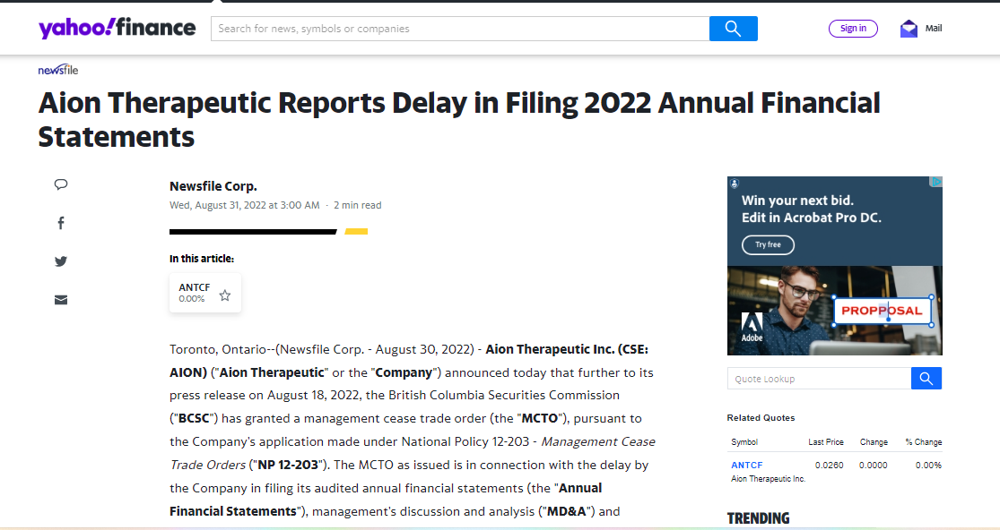 yahoo!finance
Search for news, symbols or companies
Sign in
Mail
newsfile
Aion Therapeutic Reports Delay in Filing 2022 Annual Financial
Statements
Newsfile Corp.
Wed, August 31, 2022 at 3:00 AM · 2 min read
In this article:
ANTCF
0.00%
Toronto, Ontario--(Newsfile Corp. - August 30, 2022) - Aion Therapeutic Inc. (CSE:
AION) ("Aion Therapeutic" or the "Company") announced today that further to its
press release on August 18, 2022, the British Columbia Securities Commission
("BCSC") has granted a management cease trade order (the "MCTO"), pursuant to
the Company's application made under National Policy 12-203 - Management Cease
Trade Orders ("NP 12-203"). The MCTO as issued is in connection with the delay by
the Company in filing its audited annual financial statements (the "Annual
Financial Statements"), management's discussion and analysis ("MD&A") and
Win your next bid.
Edit in Acrobat Pro DC.
Try free
PROPPOSAL
Adobe
Quote Lookup
Related Quotes
Symbol Last Price Change % Change
ANTCF 0.0260 0.0000 0.00%
Aion Therapeutic Inc.
TRENDING